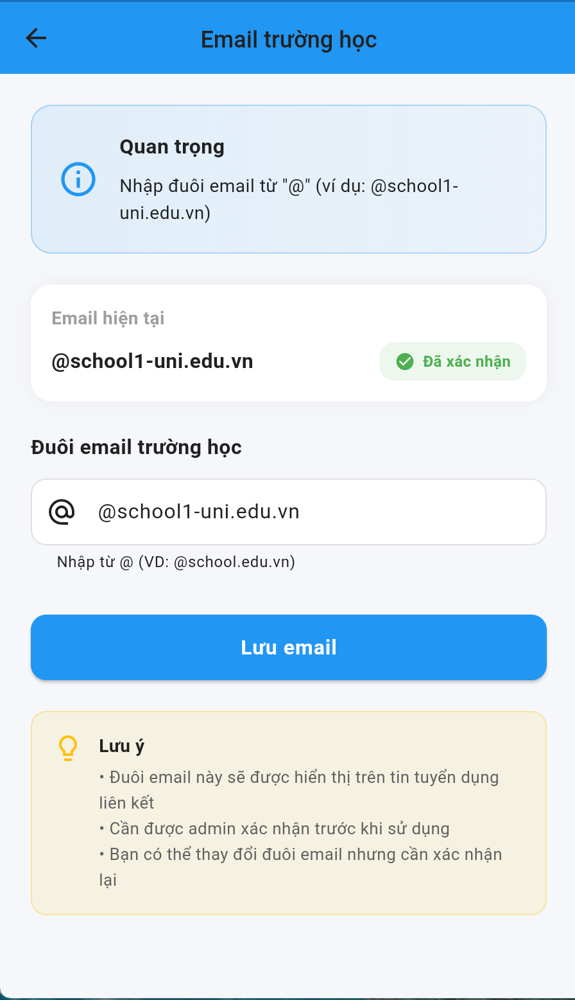 Email trường học
Quan trọng
Nhập đuôi email từ "@" (ví dụ: @school1-
uni.edu.vn)
Email hiện tại
@school1-uni.edu.vn
Đã xác nhận
Đuôi email trường học
@school1-uni.edu.vn
Nhập từ @ (VD: @school.edu.vn)
Lưu email
Lưu ý
• Đuôi email này sẽ được hiển thị trên tin tuyển dụng
liên kết
• Cần được admin xác nhận trước khi sử dụng
• Bạn có thể thay đổi đuôi email nhưng cần xác nhận
lại